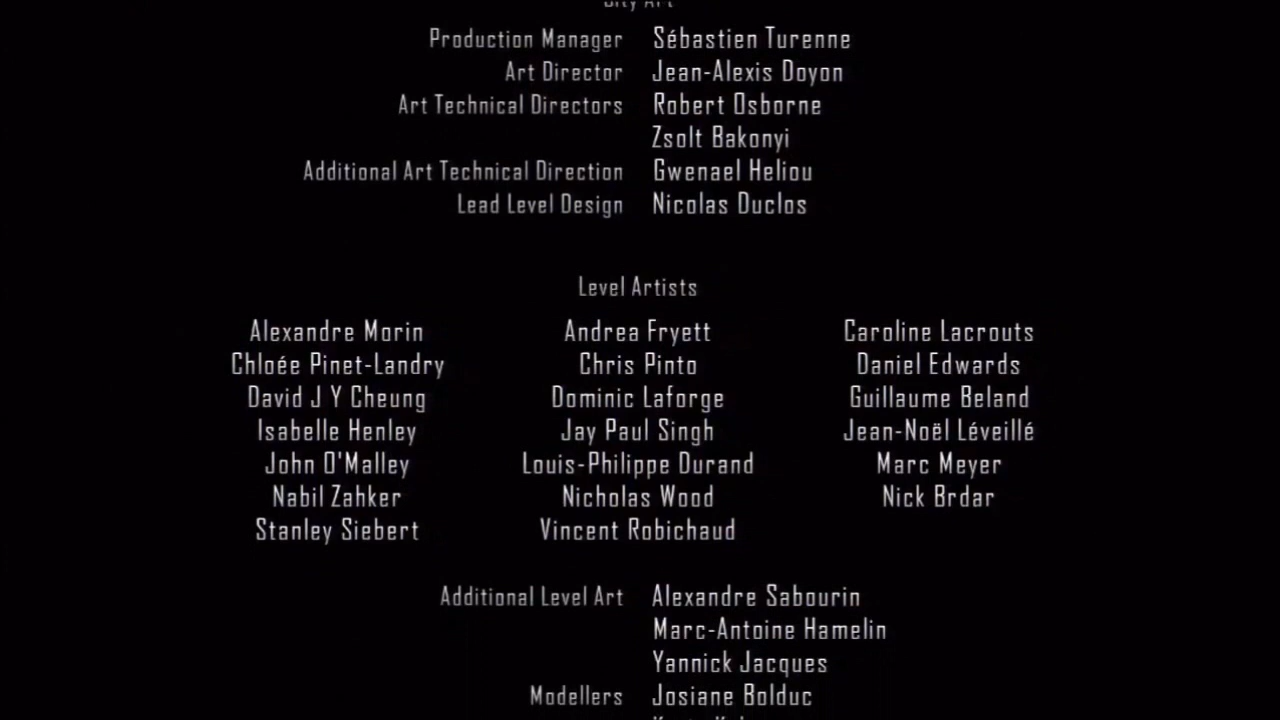 City Art
Production Manager Sébastien Turenne
Art Director Jean-Alexis Doyon
Art Technical Directors Robert Osborne
Zsolt Bakonyi
Additional Art Technical Direction Gwenael Heliou
Lead Level Design Nicolas Duclos
Level Artists
Alexandre Morin Andrea Fryett Caroline Lacrouts
Chloée Pinet-Landry Chris Pinto Daniel Edwards
David J Y Cheung Dominic Laforge Guillaume Beland
Isabelle Henley Jay Paul Singh Jean-Noël Léveillé
John O'Malley Louis-Philippe Durand Marc Meyer
Nabil Zahker Nicholas Wood Nick Brdar
Stanley Siebert Vincent Robichaud
Additional Level Art Alexandre Sabourin
Marc-Antoine Hamelin
Yannick Jacques
Modellers Josiane Bolduc